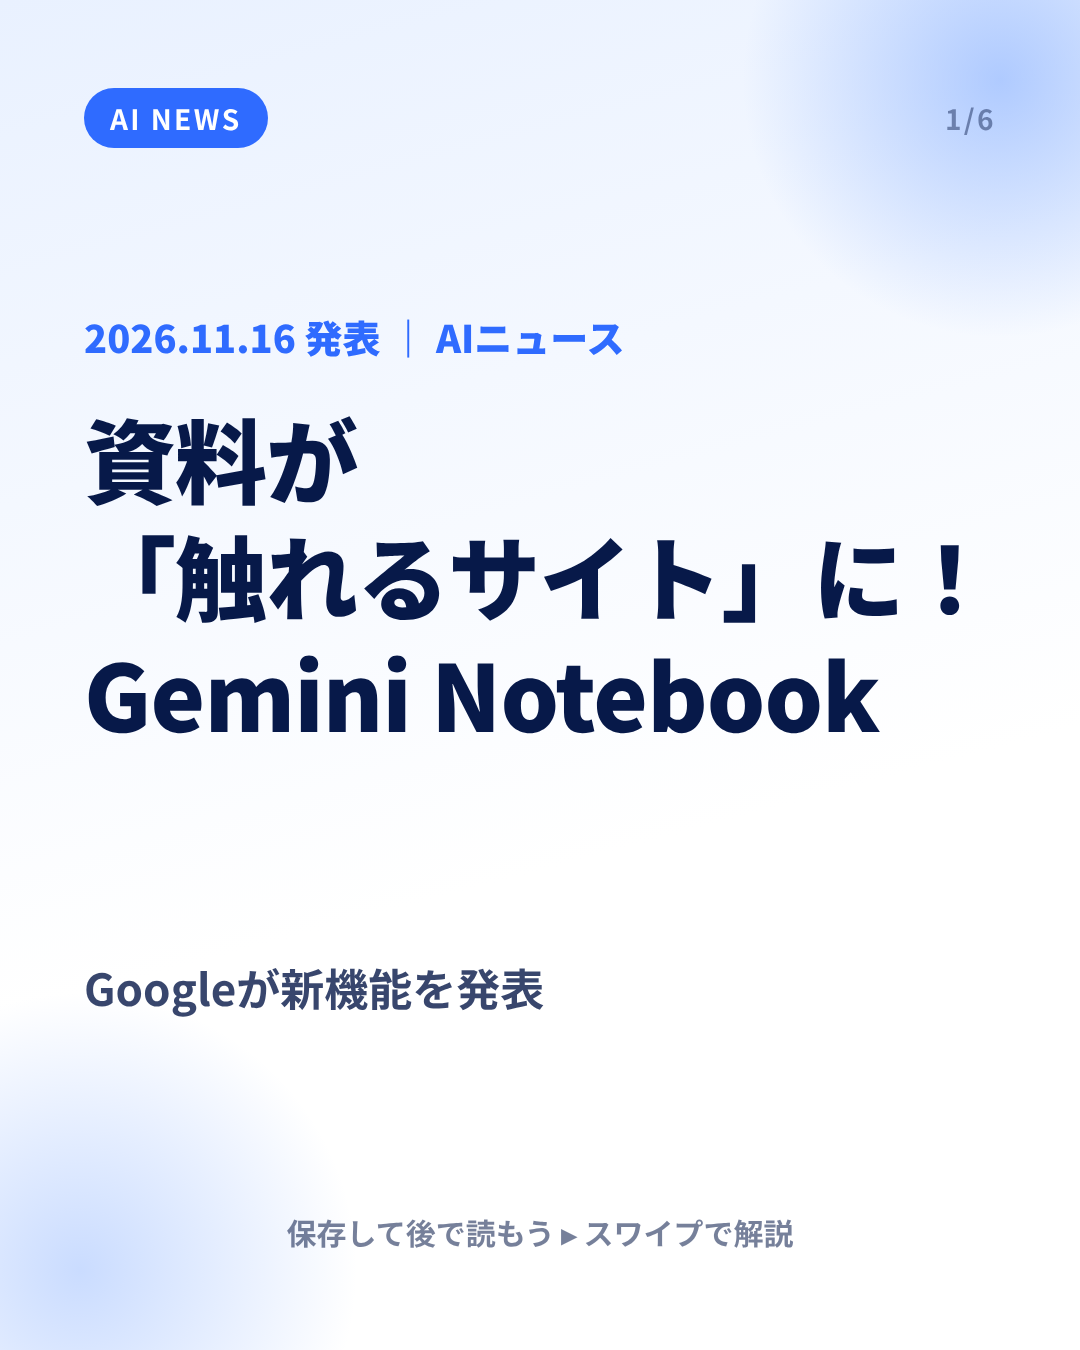 AI NEWS
1/6
2026.11.16 発表 ｜ AIニュース
資料が
「触れるサイト」に！
Gemini Notebook
Googleが新機能を発表
保存して後で読もう ▸ スワイプで解説